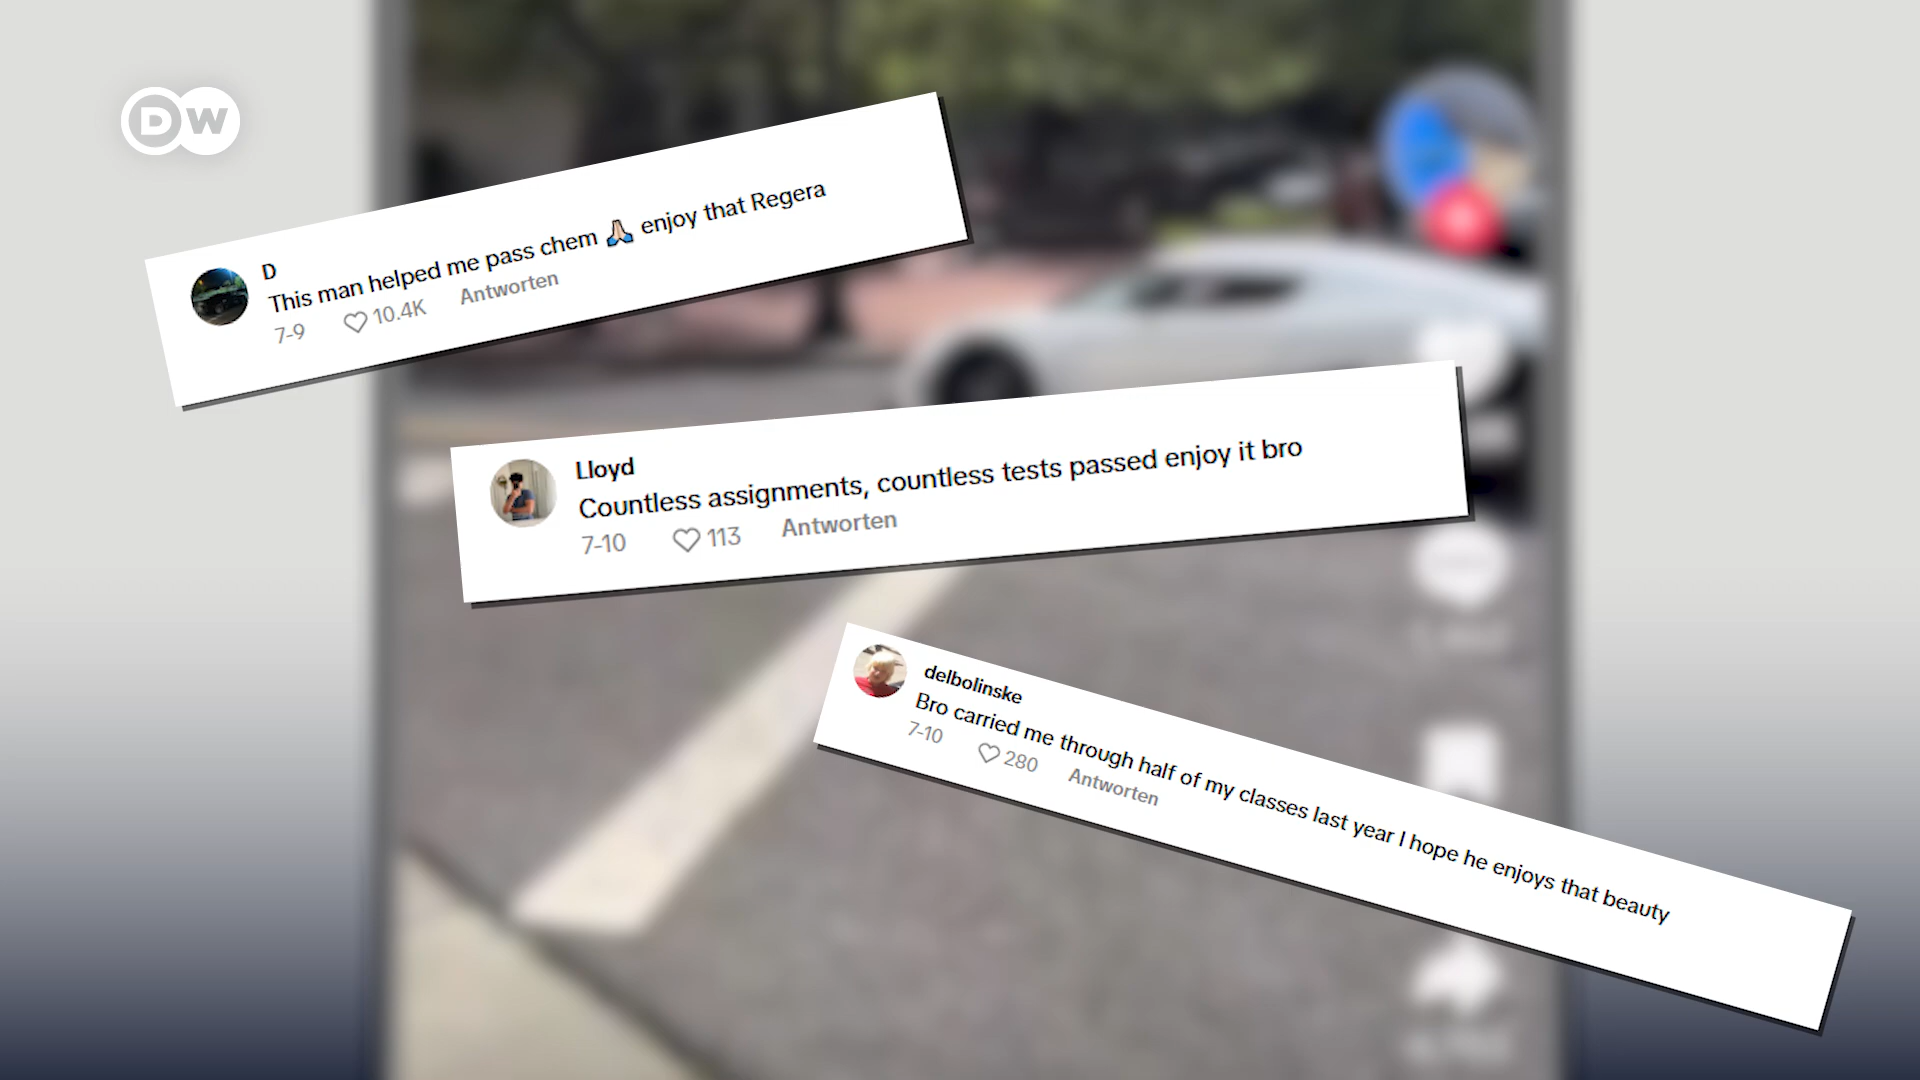 DW
D
This man helped me pass chem 🙏🏻 enjoy that Regera
7-9 10.4K Antworten
Lloyd
Countless assignments, countless tests passed enjoy it bro
7-10 113 Antworten
delbolinske
Bro carried me through half of my classes last year I hope he enjoys that beauty
7-10 280 Antworten